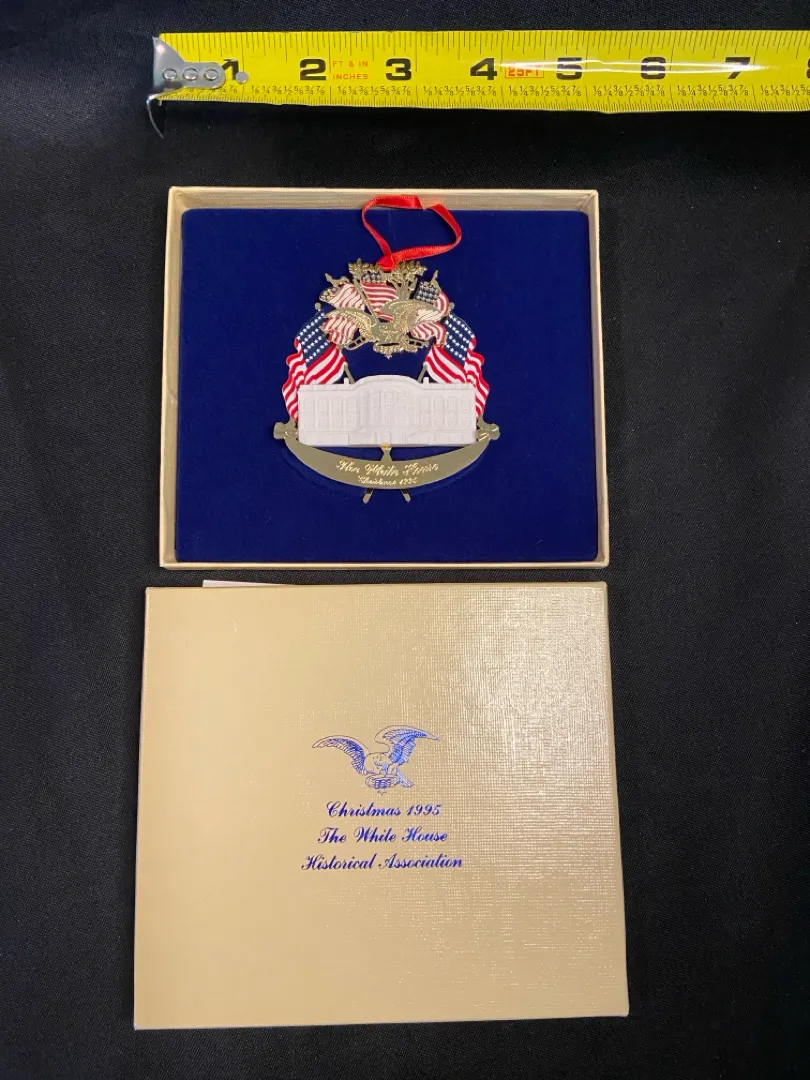 1 2 FT & IN INCHES 3 4 25FT 5 6 7 8
The White House
Christmas
Christmas 1995
The White House
Historical Association